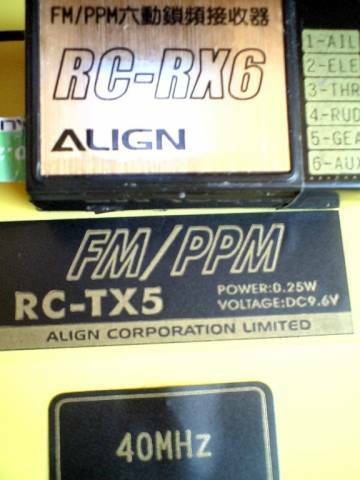 FM/PPM六動鎖頻接收器
RC-RX6
ALIGN
1-AIL
2-ELE
3-THR
4-RUD
5-GEA
6-AUX
FM/PPM
RC-TX5
POWER:0.25W
VOLTAGE:DC9.6V
ALIGN CORPORATION LIMITED
40MHz